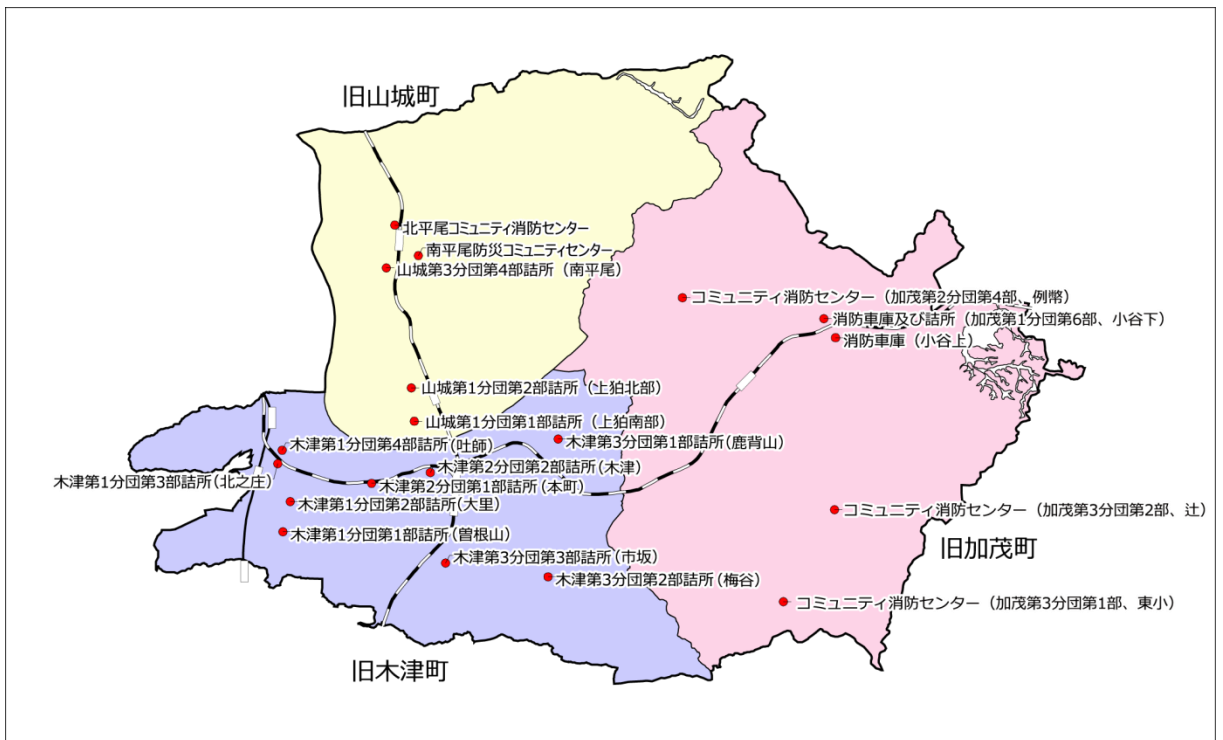 旧山城町
北平尾コミュニティ消防センター
南平尾防災コミュニティセンター
山城第3分団第4部詰所（南平尾）
コミュニティ消防センター（加茂第2分団第4部、例幣）
消防車庫及び詰所（加茂第1分団第6部、小谷下）
消防車庫（小谷上）
山城第1分団第2部詰所（上狛北部）
山城第1分団第1部詰所（上狛南部）
木津第3分団第1部詰所(鹿背山)
木津第1分団第4部詰所(吐師)
木津第2分団第2部詰所(木津)
木津第1分団第3部詰所(北之庄)
木津第2分団第1部詰所(本町)
木津第1分団第2部詰所(大里)
コミュニティ消防センター（加茂第3分団第2部、辻）
木津第1分団第1部詰所(曽根山)
旧加茂町
木津第3分団第3部詰所(市坂)
木津第3分団第2部詰所(梅谷)
コミュニティ消防センター（加茂第3分団第1部、東小）
旧木津町